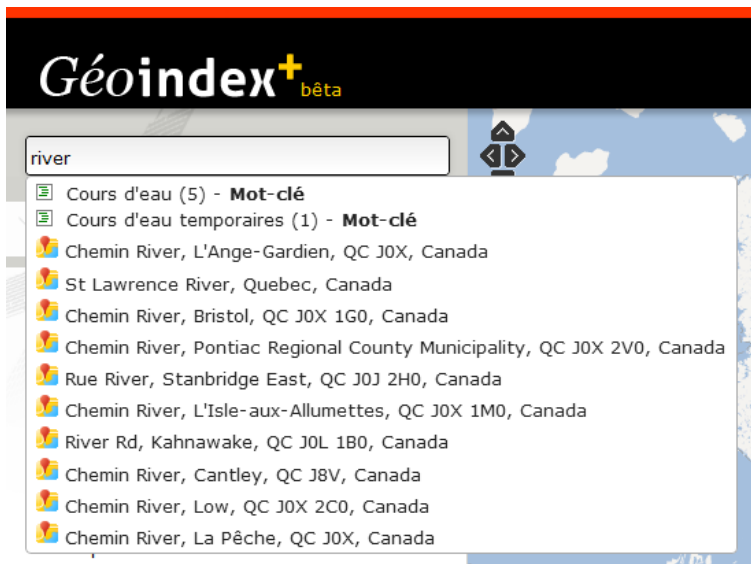 Géoindex+
bêta
river
Cours d'eau (5) - Mot-clé
Cours d'eau temporaires (1) - Mot-clé
Chemin River, L'Ange-Gardien, QC J0X, Canada
St Lawrence River, Quebec, Canada
Chemin River, Bristol, QC J0X 1G0, Canada
Chemin River, Pontiac Regional County Municipality, QC J0X 2V0, Canada
Rue River, Stanbridge East, QC J0J 2H0, Canada
Chemin River, L'Isle-aux-Allumettes, QC J0X 1M0, Canada
River Rd, Kahnawake, QC J0L 1B0, Canada
Chemin River, Cantley, QC J8V, Canada
Chemin River, Low, QC J0X 2C0, Canada
Chemin River, La Pêche, QC J0X, Canada